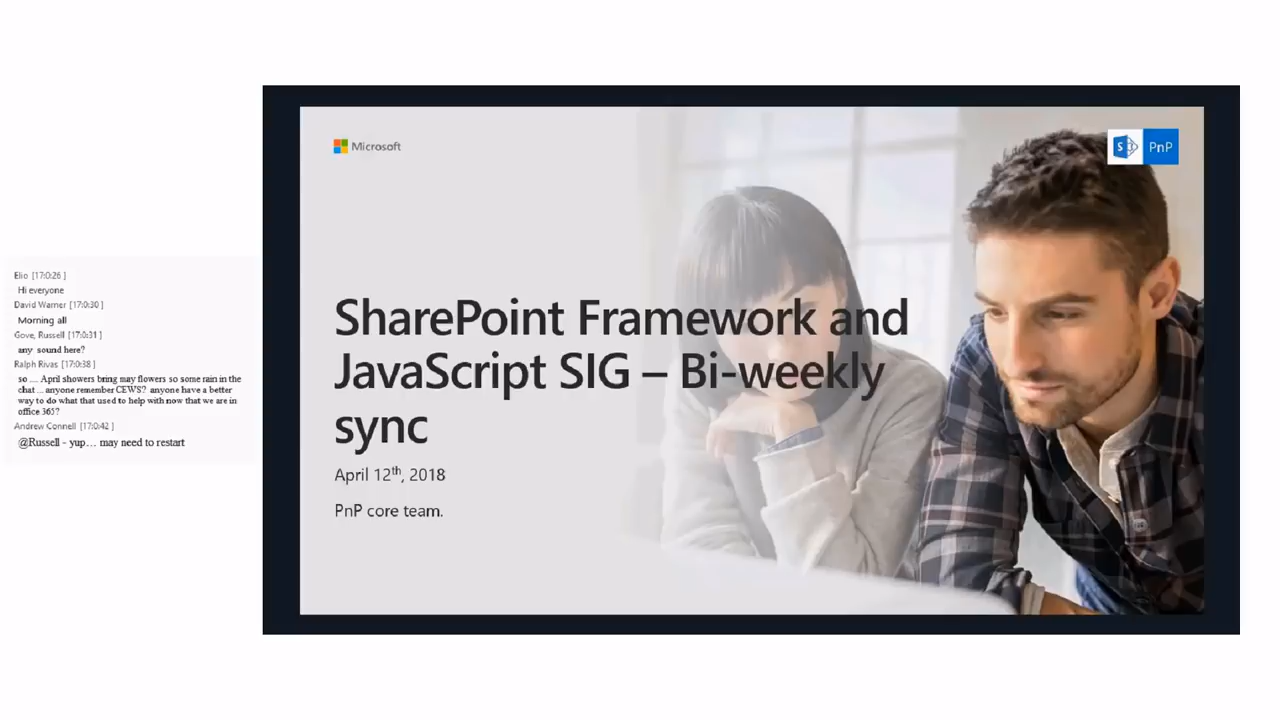 Elio [17:0:26 ]
Hi everyone
David Warner [17:0:30 ]
Morning all
Gove, Russell [17:0:31 ]
any sound here?
Ralph Rivas [17:0:38 ]
so .... April showers bring may flowers so some rain in the
chat ... anyone remember CEWS? anyone have a better
way to do what that used to help with now that we are in
office 365?
Andrew Connell [17:0:42 ]
@Russell - yup… may need to restart
Microsoft
S PnP
SharePoint Framework and
JavaScript SIG – Bi-weekly
sync
April 12th, 2018
PnP core team.